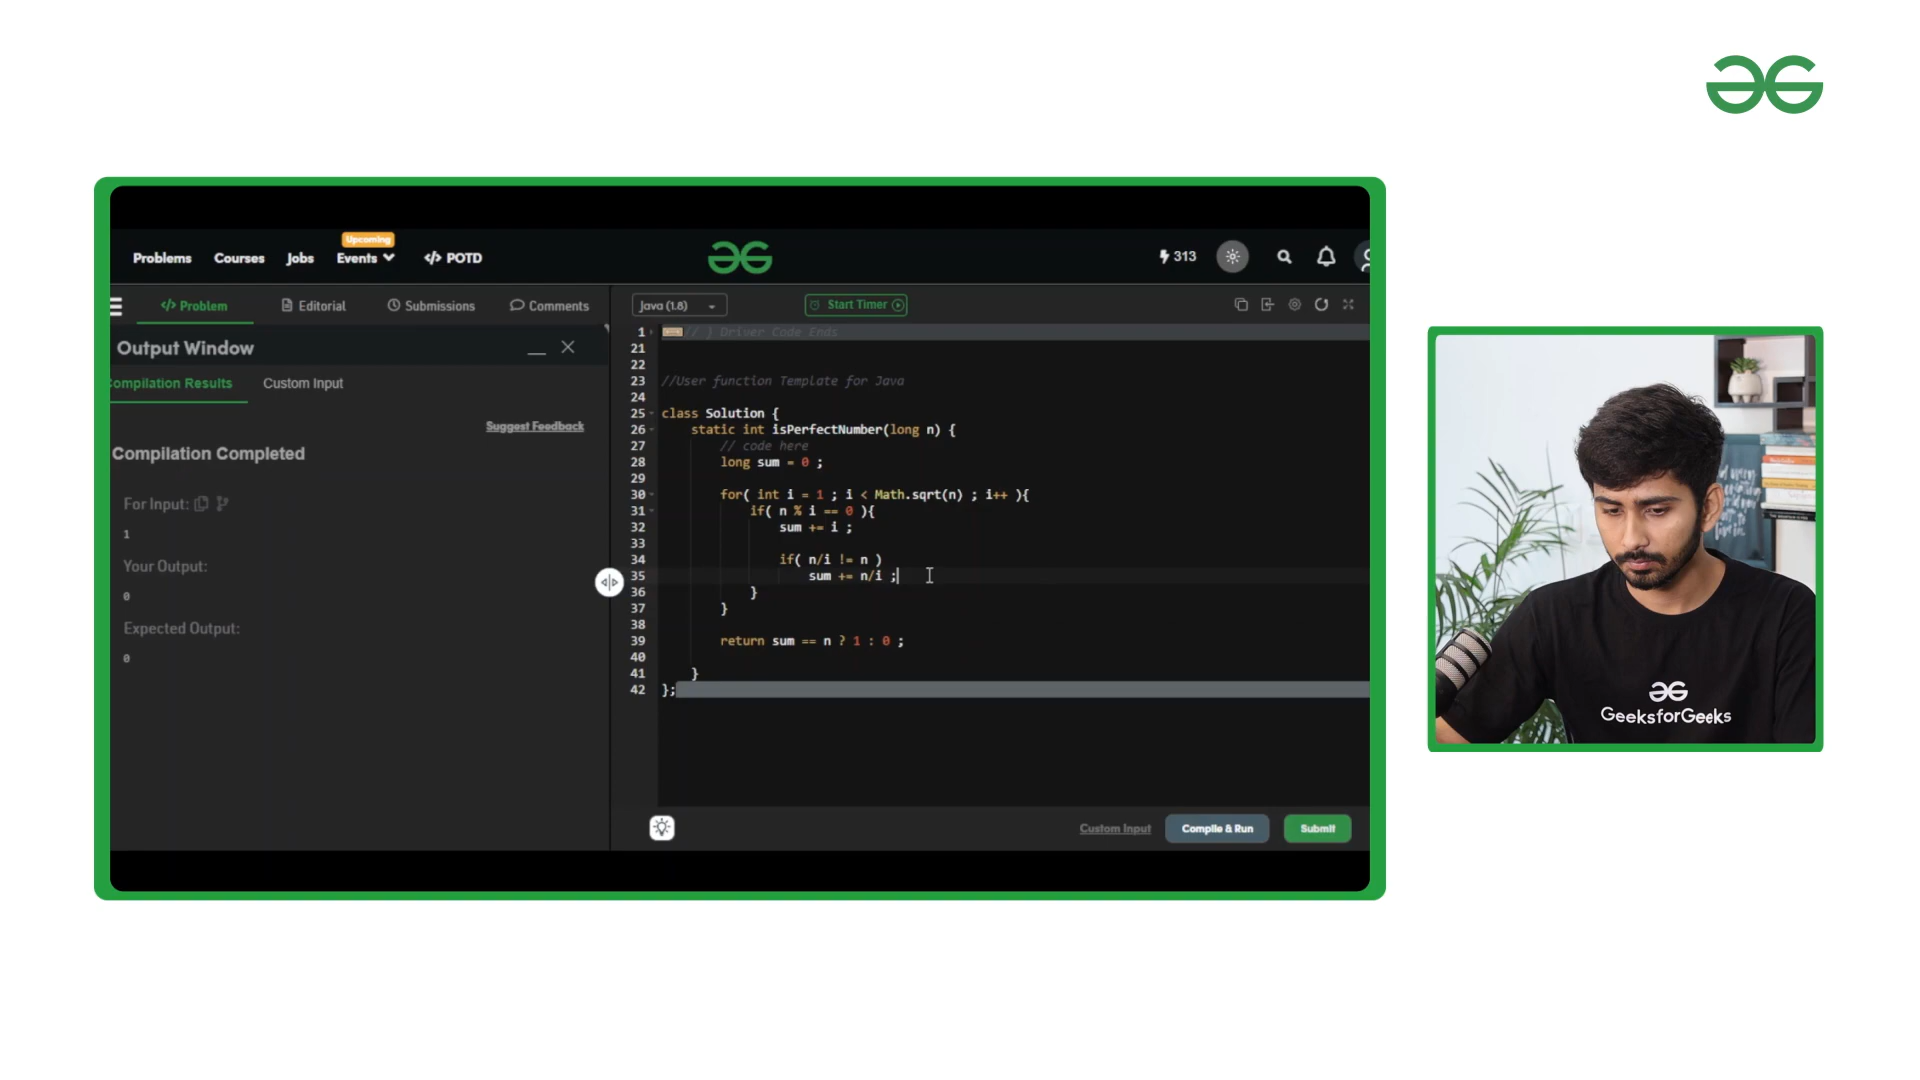 Upcoming
Problems Courses Jobs Events </> POTD 313
</> Problem Editorial Submissions Comments
Java (1.8) Start Timer
Output Window
Compilation Results Custom Input
Suggest Feedback
Compilation Completed
For Input:
1
Your Output:
0
Expected Output:
0
1 // } Driver Code Ends
21
22
23 //User function Template for Java
24
25 class Solution {
26 static int isPerfectNumber(long n) {
27 // code here
28 long sum = 0 ;
29
30 for( int i = 1 ; i < Math.sqrt(n) ; i++ ){
31 if( n % i == 0 ){
32 sum += i ;
33
34 if( n/i != n )
35 sum += n/i ;
36 }
37 }
38
39 return sum == n ? 1 : 0 ;
40
41 }
42 };
Custom Input Compile & Run Submit
GeeksforGeeks